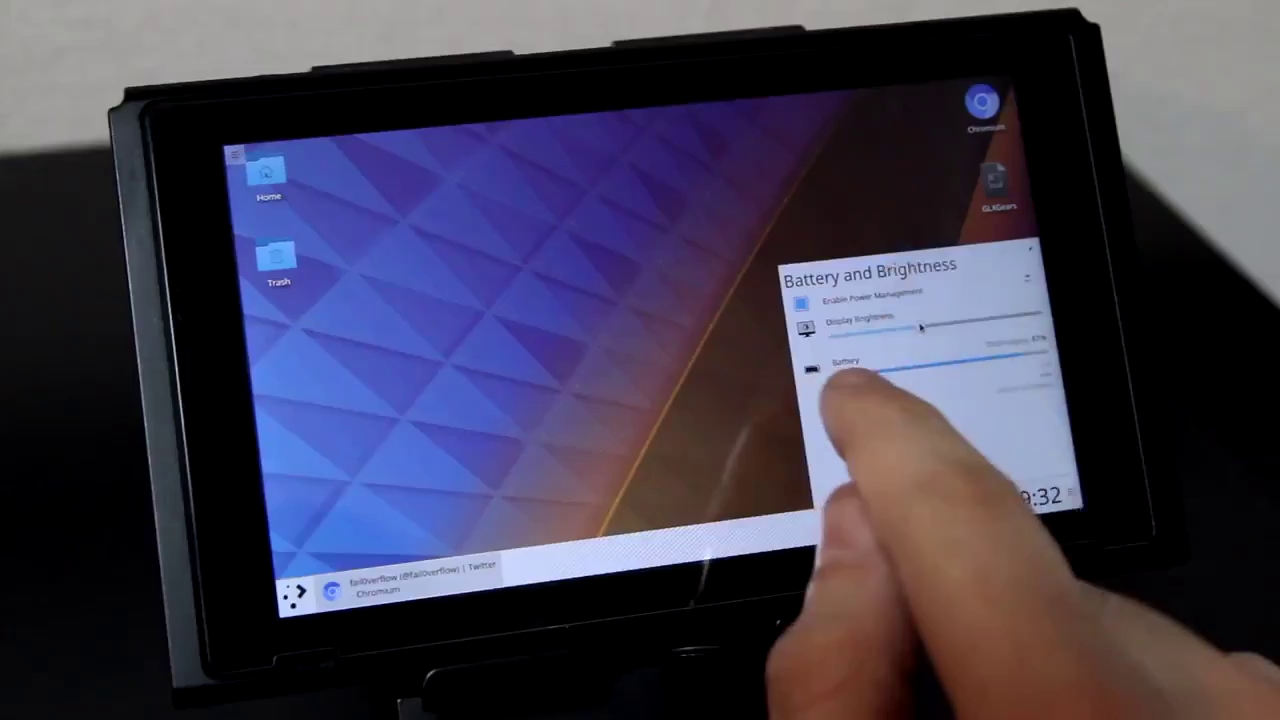 Chromium
Home
GLXGears
Trash
Battery and Brightness
Enable Power Management
Display Brightness
87%
Battery
9:32
fail0verflow (@fail0verflow) | Twitter
- Chromium